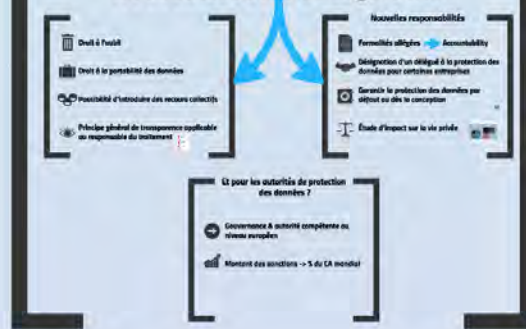 Droit à l'oubli
Droit à la portabilité des données
Possibilité d'introduire des recours collectifs
Principe général de transparence applicable
au responsable du traitement
Nouvelles responsabilités
Formalités allégées Accountability
Désignation d'un délégué à la protection des
données pour certaines entreprises
Garantir la protection des données par
défaut ou dès la conception
Étude d'impact sur la vie privée
Et pour les autorités de protection
des données ?
Gouvernance & autorité compétente au
niveau européen
Montant des sanctions -> % du CA mondial